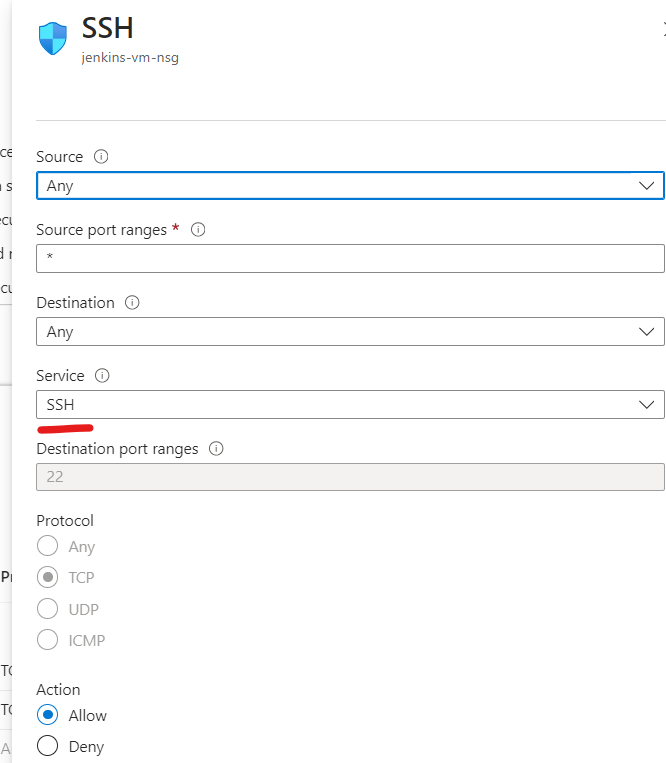 SSH
jenkins-vm-nsg
Source
Any
Source port ranges *
*
Destination
Any
Service
SSH
Destination port ranges
22
Protocol
Any
TCP
UDP
ICMP
Action
Allow
Deny